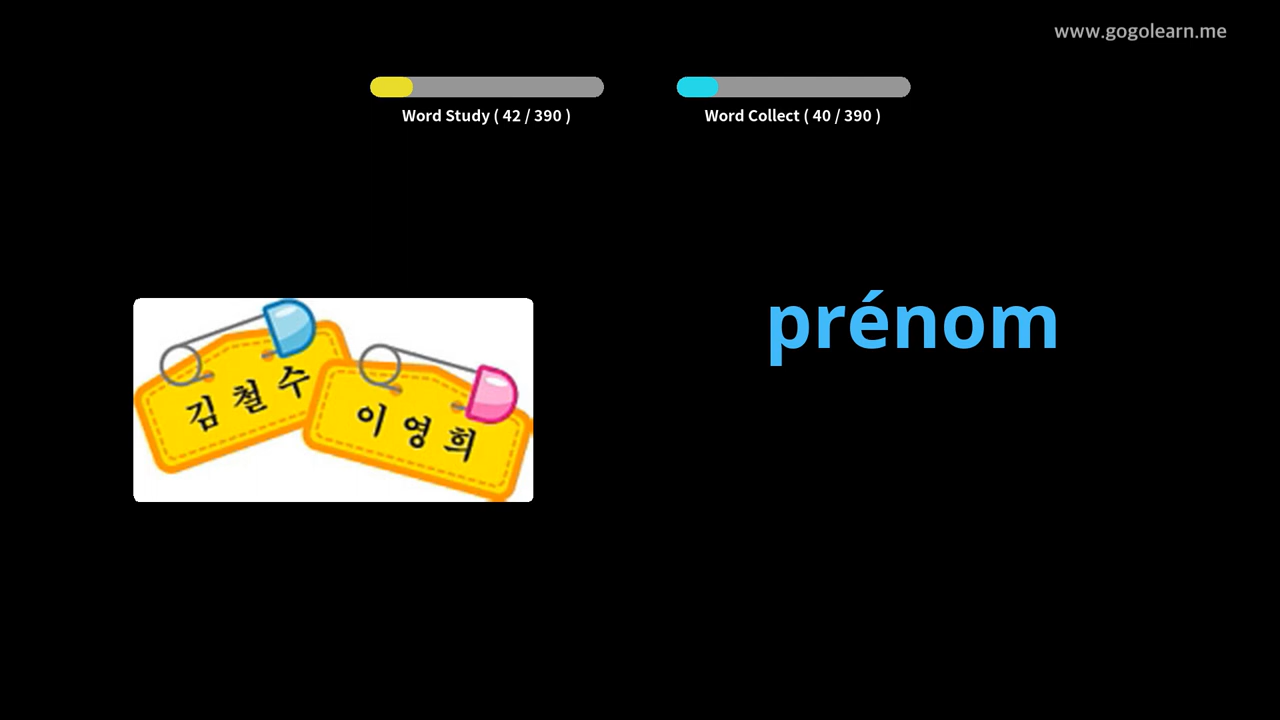 www.gogolearn.me
Word Study ( 42 / 390 )
Word Collect ( 40 / 390 )
prénom
김철수
이영희